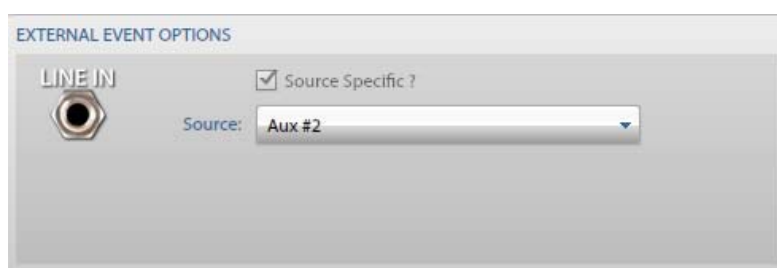 EXTERNAL EVENT OPTIONS
LINE IN
Source Specific ?
Source: Aux #2